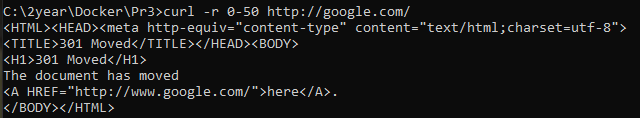 C:\2year\Docker\Pr3>curl -r 0-50 http://google.com/
<HTML><HEAD><meta http-equiv="content-type" content="text/html;charset=utf-8">
<TITLE>301 Moved</TITLE></HEAD><BODY>
<H1>301 Moved</H1>
The document has moved
<A HREF="http://www.google.com/">here</A>.
</BODY></HTML>